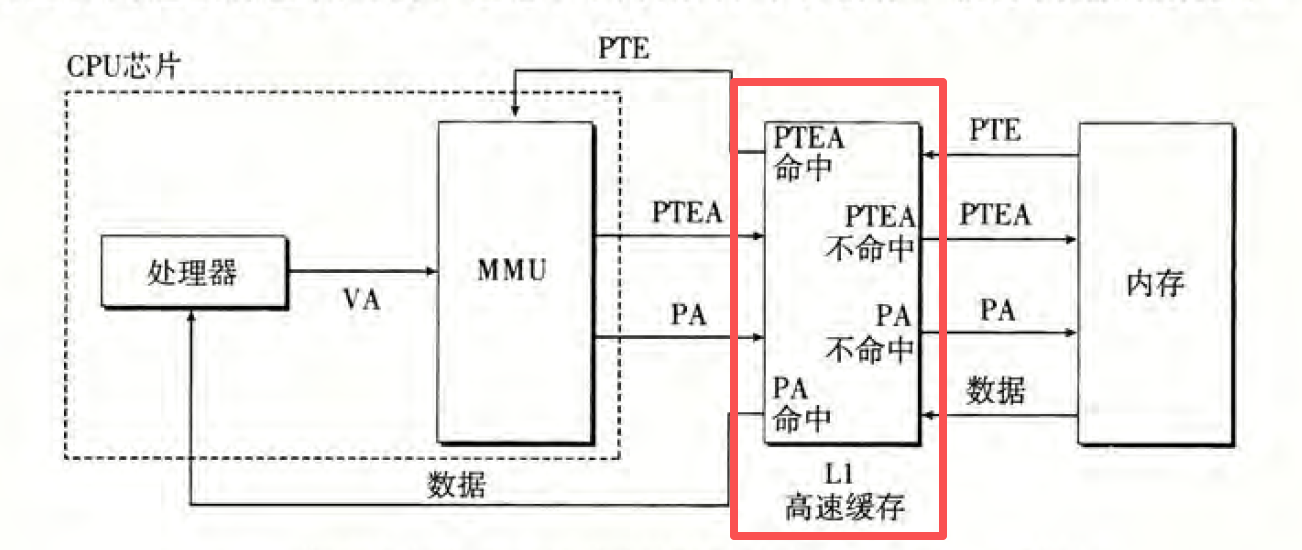 PTE
CPU芯片
PTEA
命中
PTE
PTEA
PTEA
不命中
PTEA
处理器
VA
MMU
内存
PA
PA
不命中
PA
PA
命中
数据
数据
L1
高速缓存